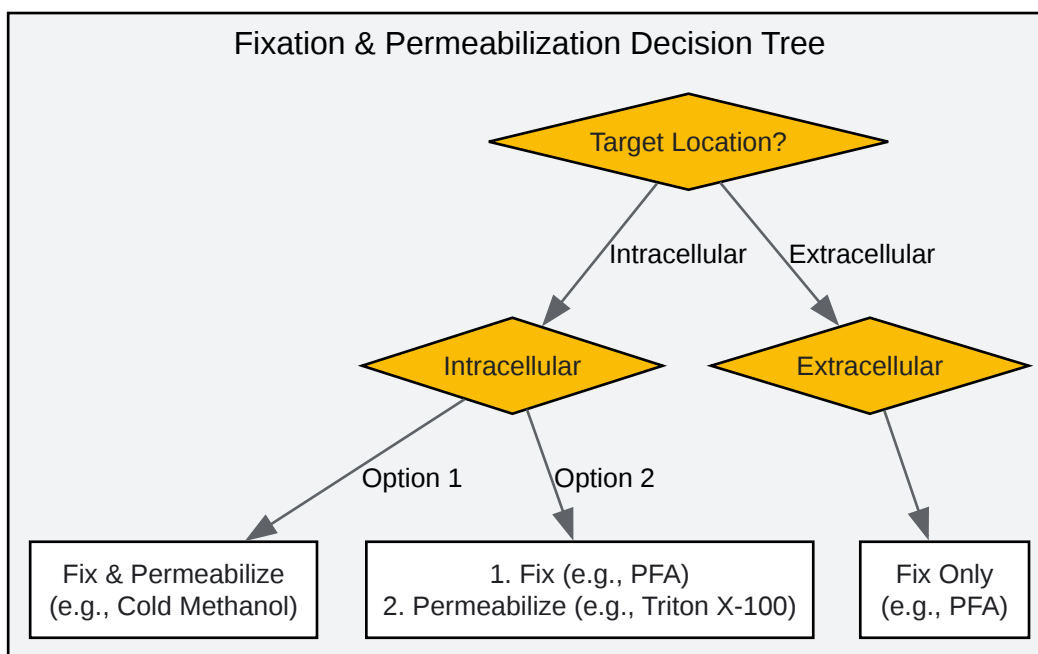 Fixation & Permeabilization Decision Tree
Target Location?
Intracellular
Extracellular
Intracellular
Extracellular
Option 1
Option 2
Fix & Permeabilize
(e.g., Cold Methanol)
1. Fix (e.g., PFA)
2. Permeabilize (e.g., Triton X-100)
Fix Only
(e.g., PFA)